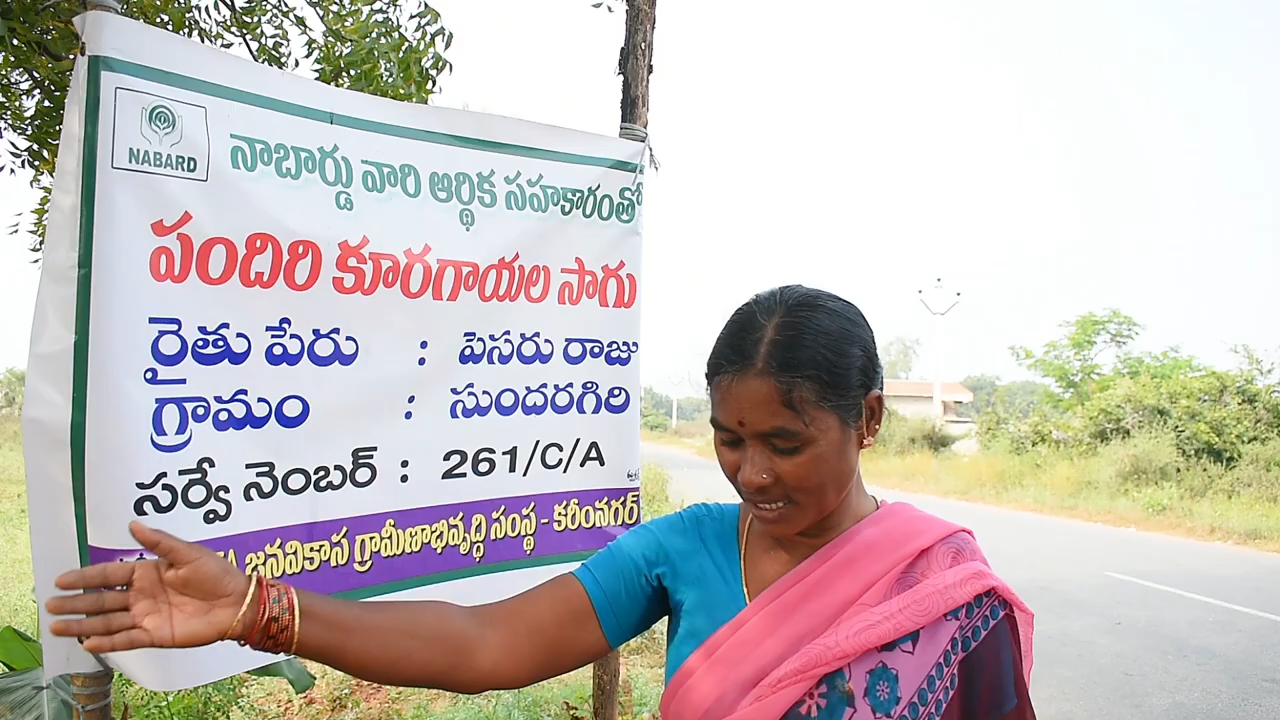 NABARD
నాబార్డు వారి ఆర్థిక సహకారంతో
పందిరి కూరగాయల సాగు
రైతు పేరు : పెసరు రాజు
గ్రామం : సుందరగిరి
సర్వే నెంబర్ : 261/C/A
జనవికాస గ్రామీణాభివృద్ధి సంస్థ - కరీంనగర్